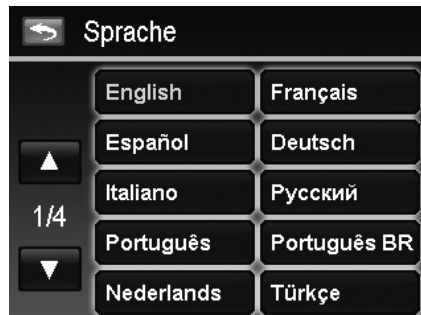 Sprache
English Français
Español Deutsch
Italiano Русский
1/4
Português Português BR
Nederlands Türkçe